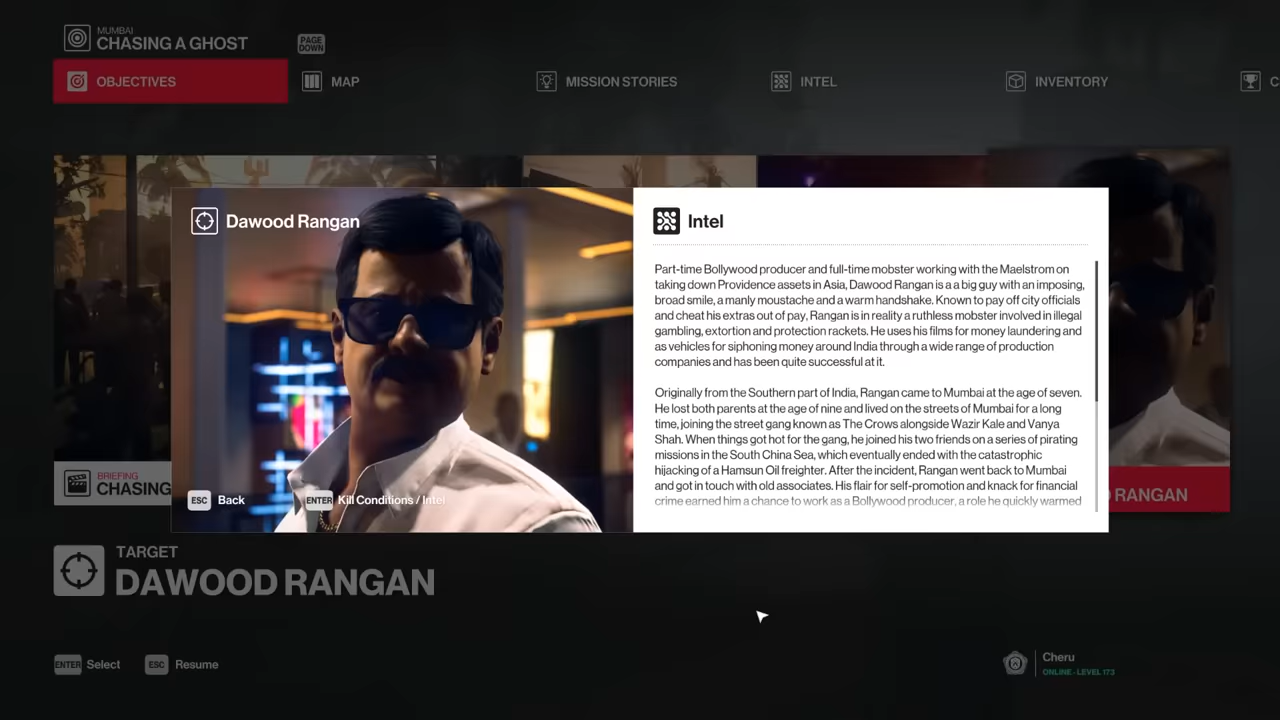 MUMBAI
CHASING A GHOST
PAGE DOWN
OBJECTIVES
MAP
MISSION STORIES
INTEL
INVENTORY
C
Dawood Rangan
Intel
Part-time Bollywood producer and full-time mobster working with the Maelstrom on
taking down Providence assets in Asia, Dawood Rangan is a a big guy with an imposing,
broad smile, a manly moustache and a warm handshake. Known to pay off city officials
and cheat his extras out of pay, Rangan is in reality a ruthless mobster involved in illegal
gambling, extortion and protection rackets. He uses his films for money laundering and
as vehicles for siphoning money around India through a wide range of production
companies and has been quite successful at it.
Originally from the Southern part of India, Rangan came to Mumbai at the age of seven.
He lost both parents at the age of nine and lived on the streets of Mumbai for a long
time, joining the street gang known as The Crows alongside Wazir Kale and Vanya
Shah. When things got hot for the gang, he joined his two friends on a series of pirating
missions in the South China Sea, which eventually ended with the catastrophic
hijacking of a Hamsun Oil freighter. After the incident, Rangan went back to Mumbai
and got in touch with old associates. His flair for self-promotion and knack for financial
crime earned him a chance to work as a Bollywood producer, a role he quickly warmed
ESC Back
ENTER Kill Conditions / Intel
BRIEFING
CHASING
D RANGAN
TARGET
DAWOOD RANGAN
ENTER Select
ESC Resume
Cheru
ONLINE - LEVEL 173